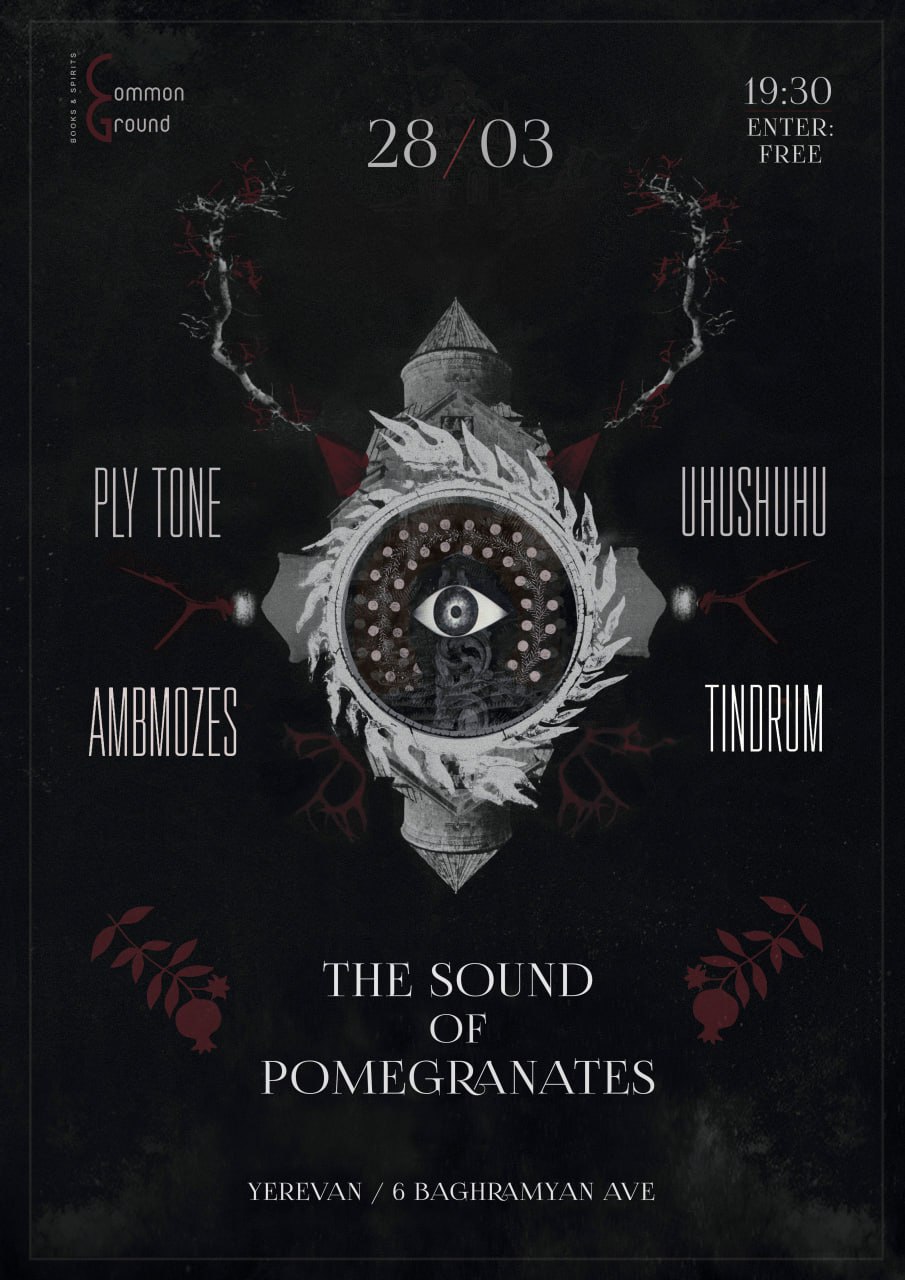 BOOKS & SPIRITS
Common
Ground
28/03
19:30
ENTER:
FREE
PLY TONE
UHUSHUHU
AMBMOZES
TINDRUM
THE SOUND
OF
POMEGRANATES
YEREVAN / 6 BAGHRAMYAN AVE